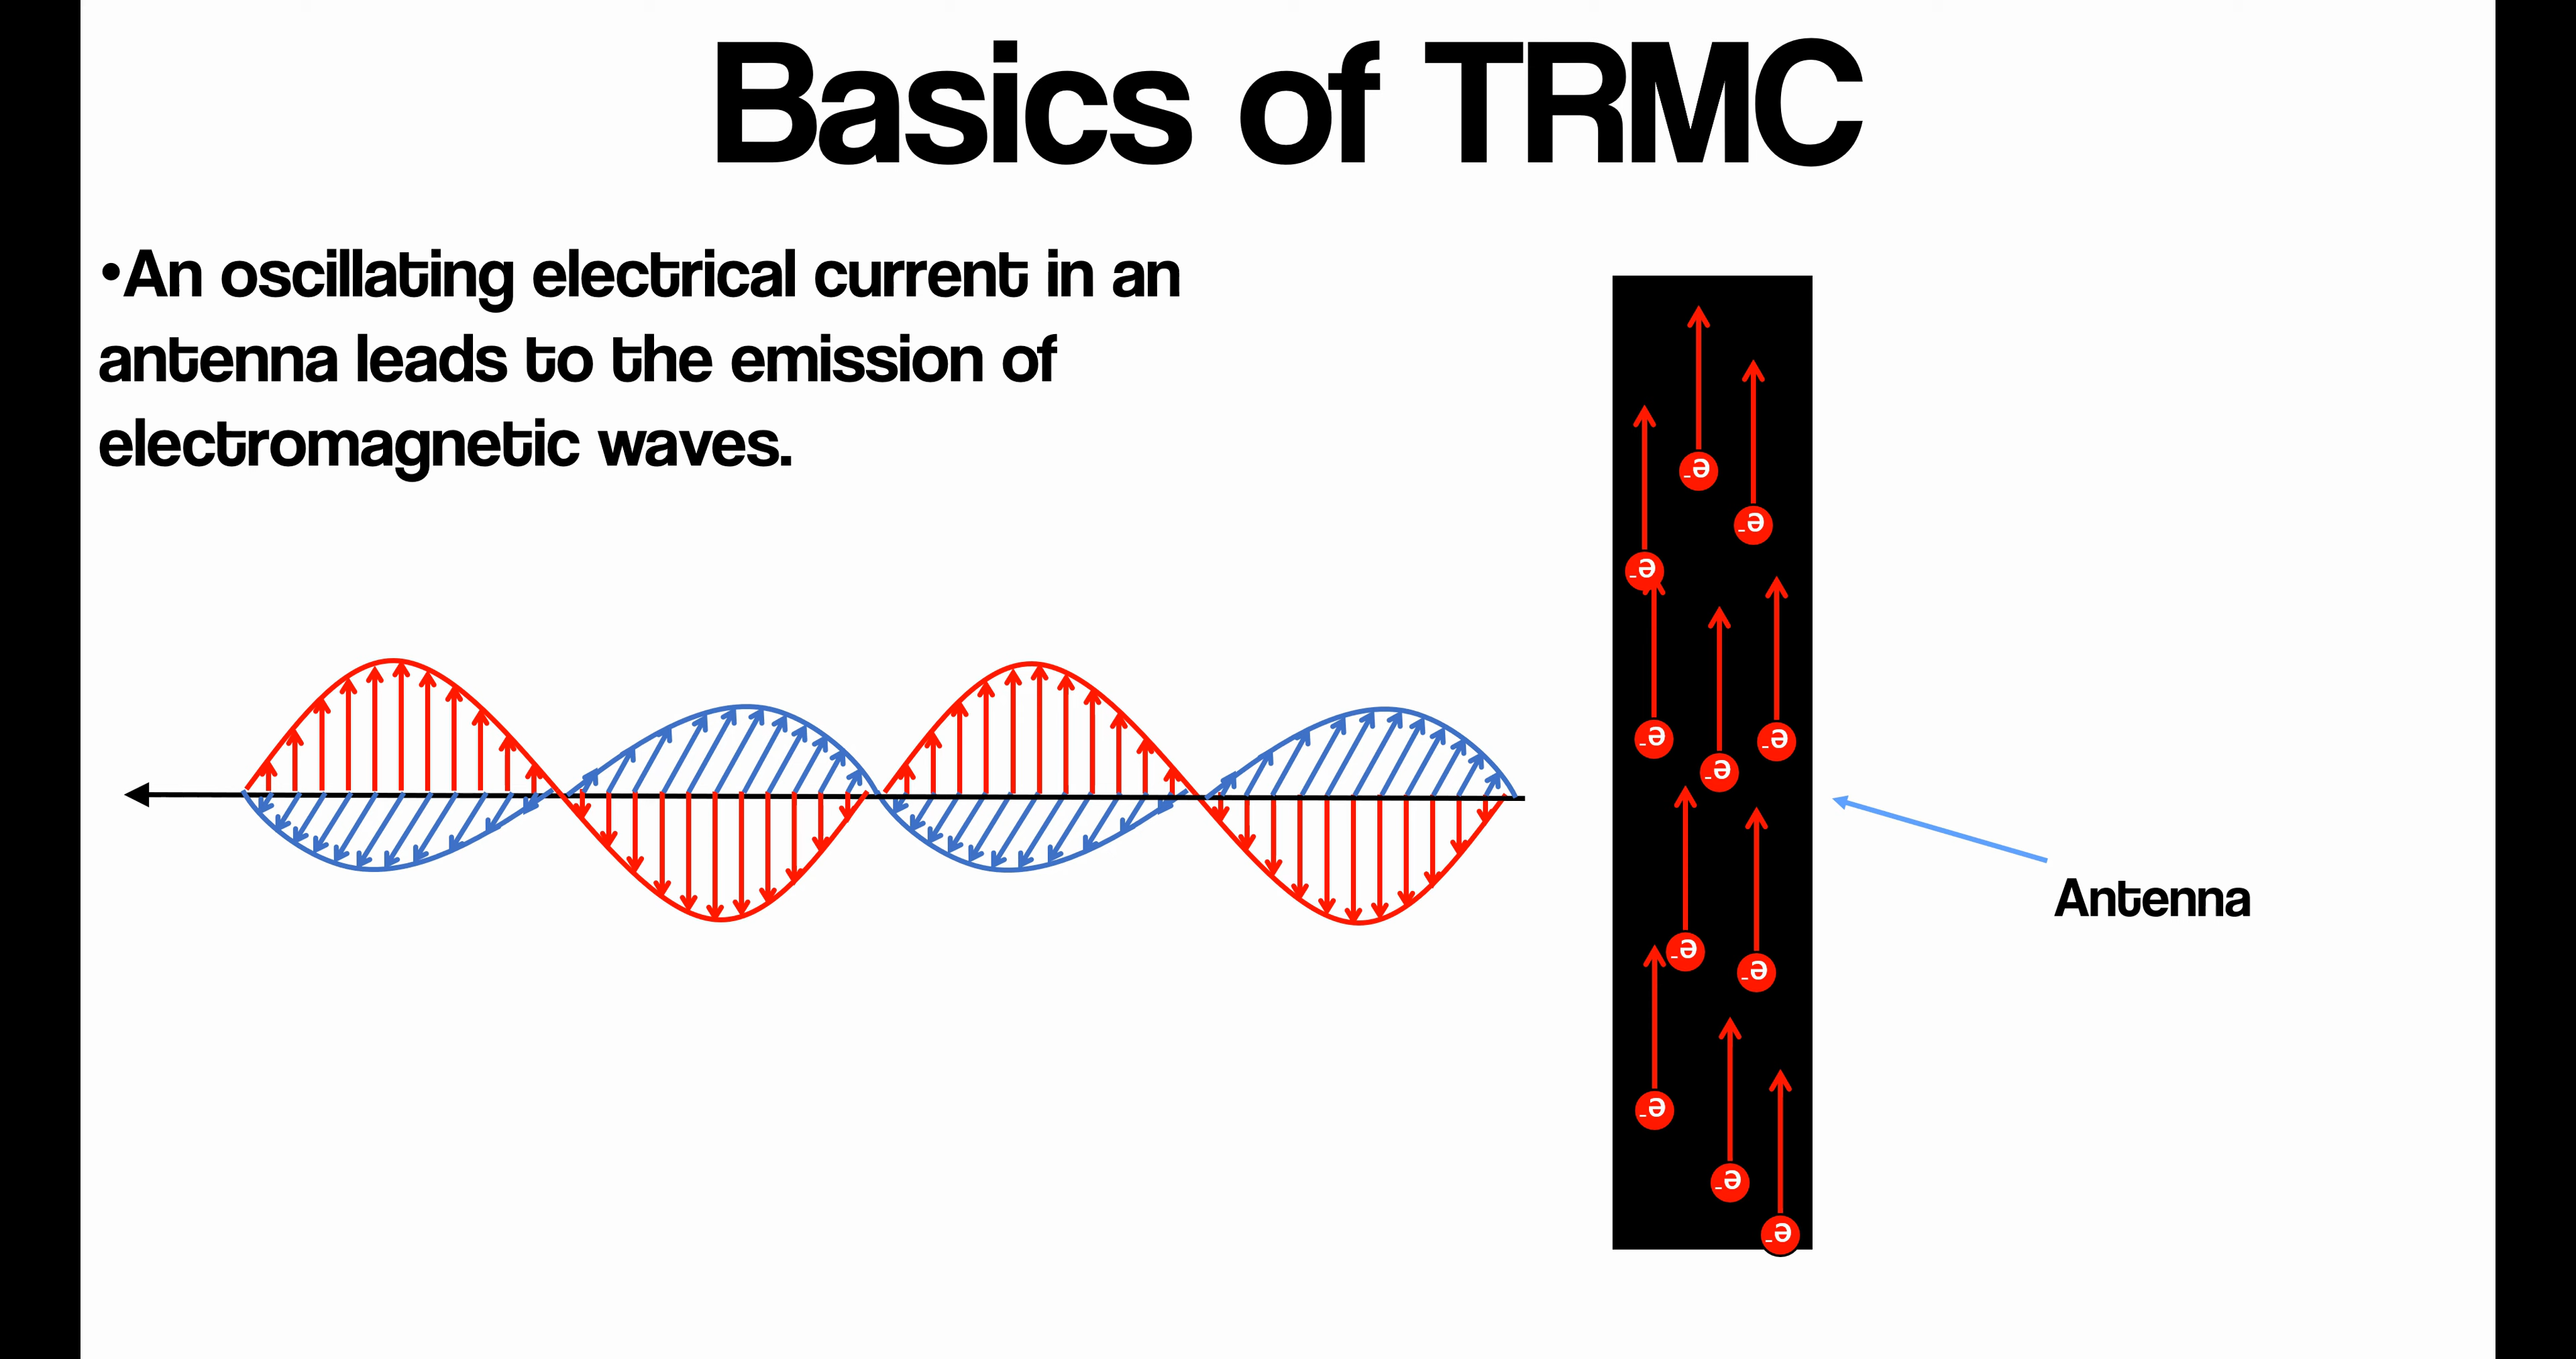 Basics of TRMC
•An oscillating electrical current in an
antenna leads to the emission of
electromagnetic waves.
e-
e-
e-
e-
e-
e-
e-
e-
e-
e-
e-
Antenna